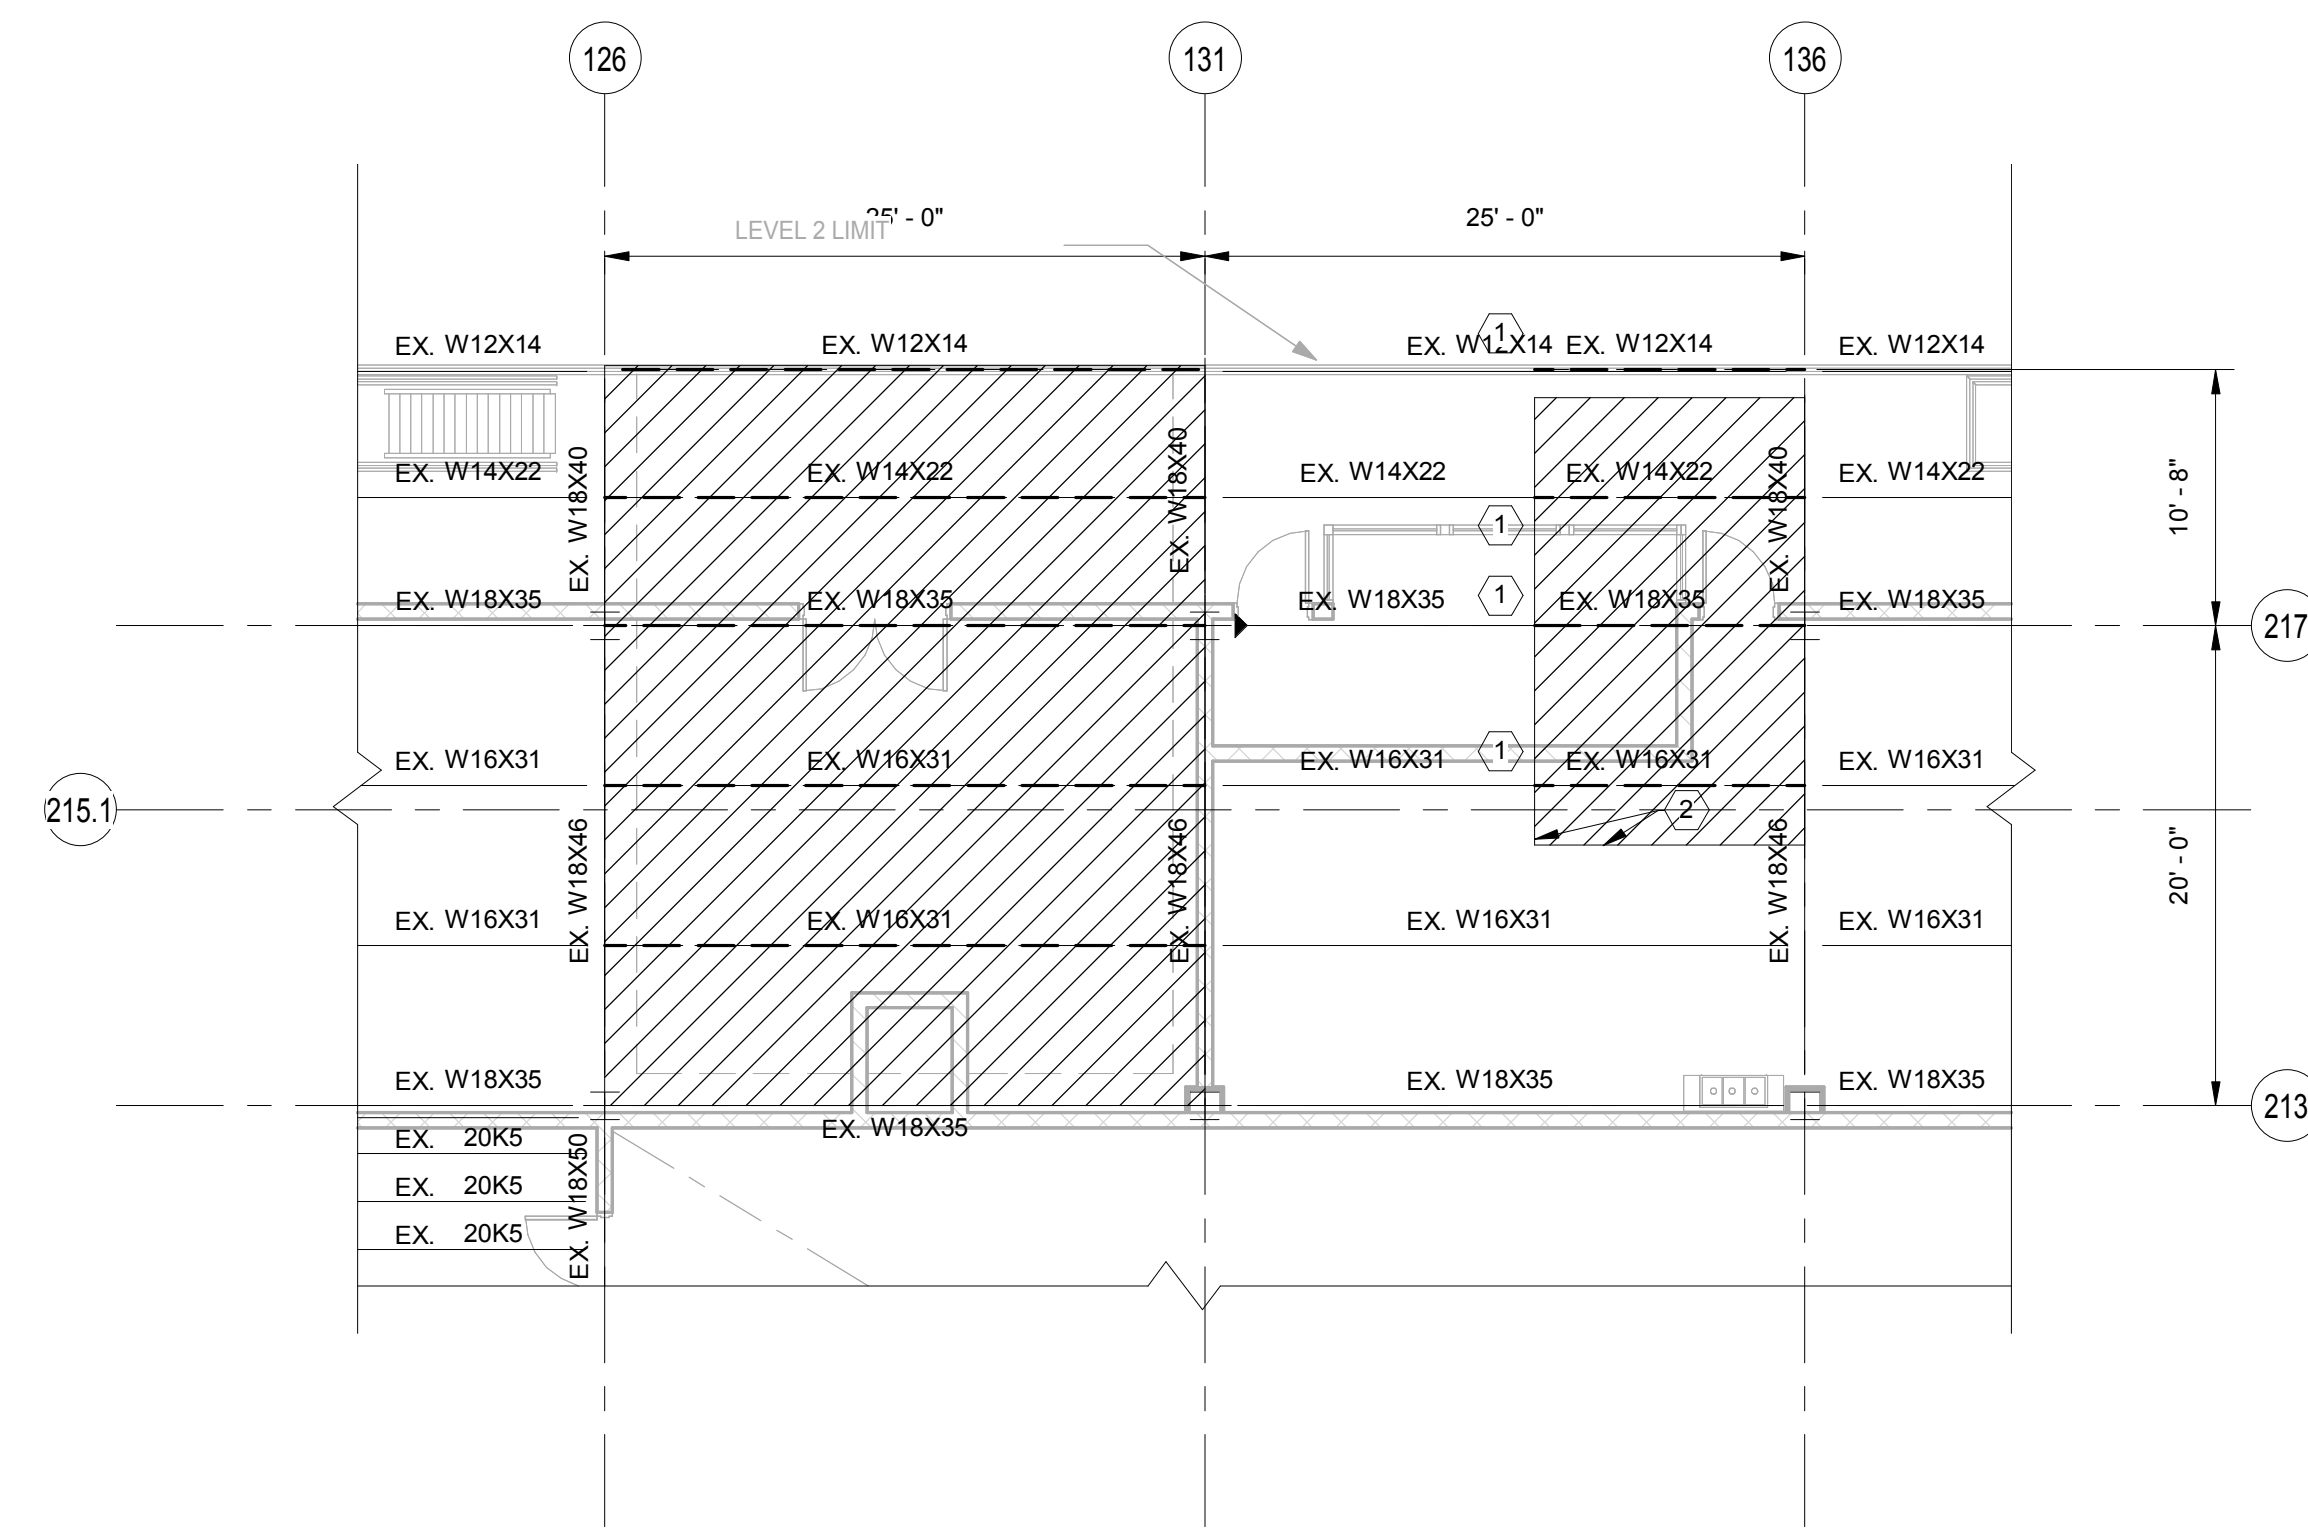 126
131
136
25' - 0"
25' - 0"
LEVEL 2 LIMIT
1
EX. W12X14
EX. W12X14
EX. W12X14
EX. W12X14
EX. W12X14
EX. W18X40
EX. W18X40
EX. W18X40
10' - 8"
EX. W14X22
EX. W14X22
EX. W14X22
EX. W14X22
EX. W14X22
1
1
EX. W18X35
EX. W18X35
EX. W18X35
EX. W18X35
EX. W18X35
217
1
EX. W16X31
EX. W16X31
EX. W16X31
EX. W16X31
EX. W16X31
215.1
2
EX. W18X46
EX. W18X46
EX. W18X46
20' - 0"
EX. W16X31
EX. W16X31
EX. W16X31
EX. W16X31
EX. W18X35
EX. W18X35
EX. W18X35
213
EX. W18X35
EX. 20K5
EX. 20K5
EX. 20K5
EX. W18X50